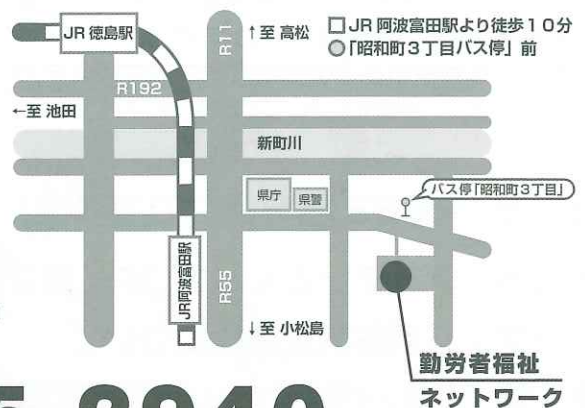 JR 徳島駅
R11
↑至 高松
□JR 阿波富田駅より徒歩10分
○「昭和町3丁目バス停」前
R192
←至 池田
新町川
県庁
県警
バス停「昭和町3丁目」
JR阿波富田駅
R55
↓至 小松島
勤労者福祉
ネットワーク